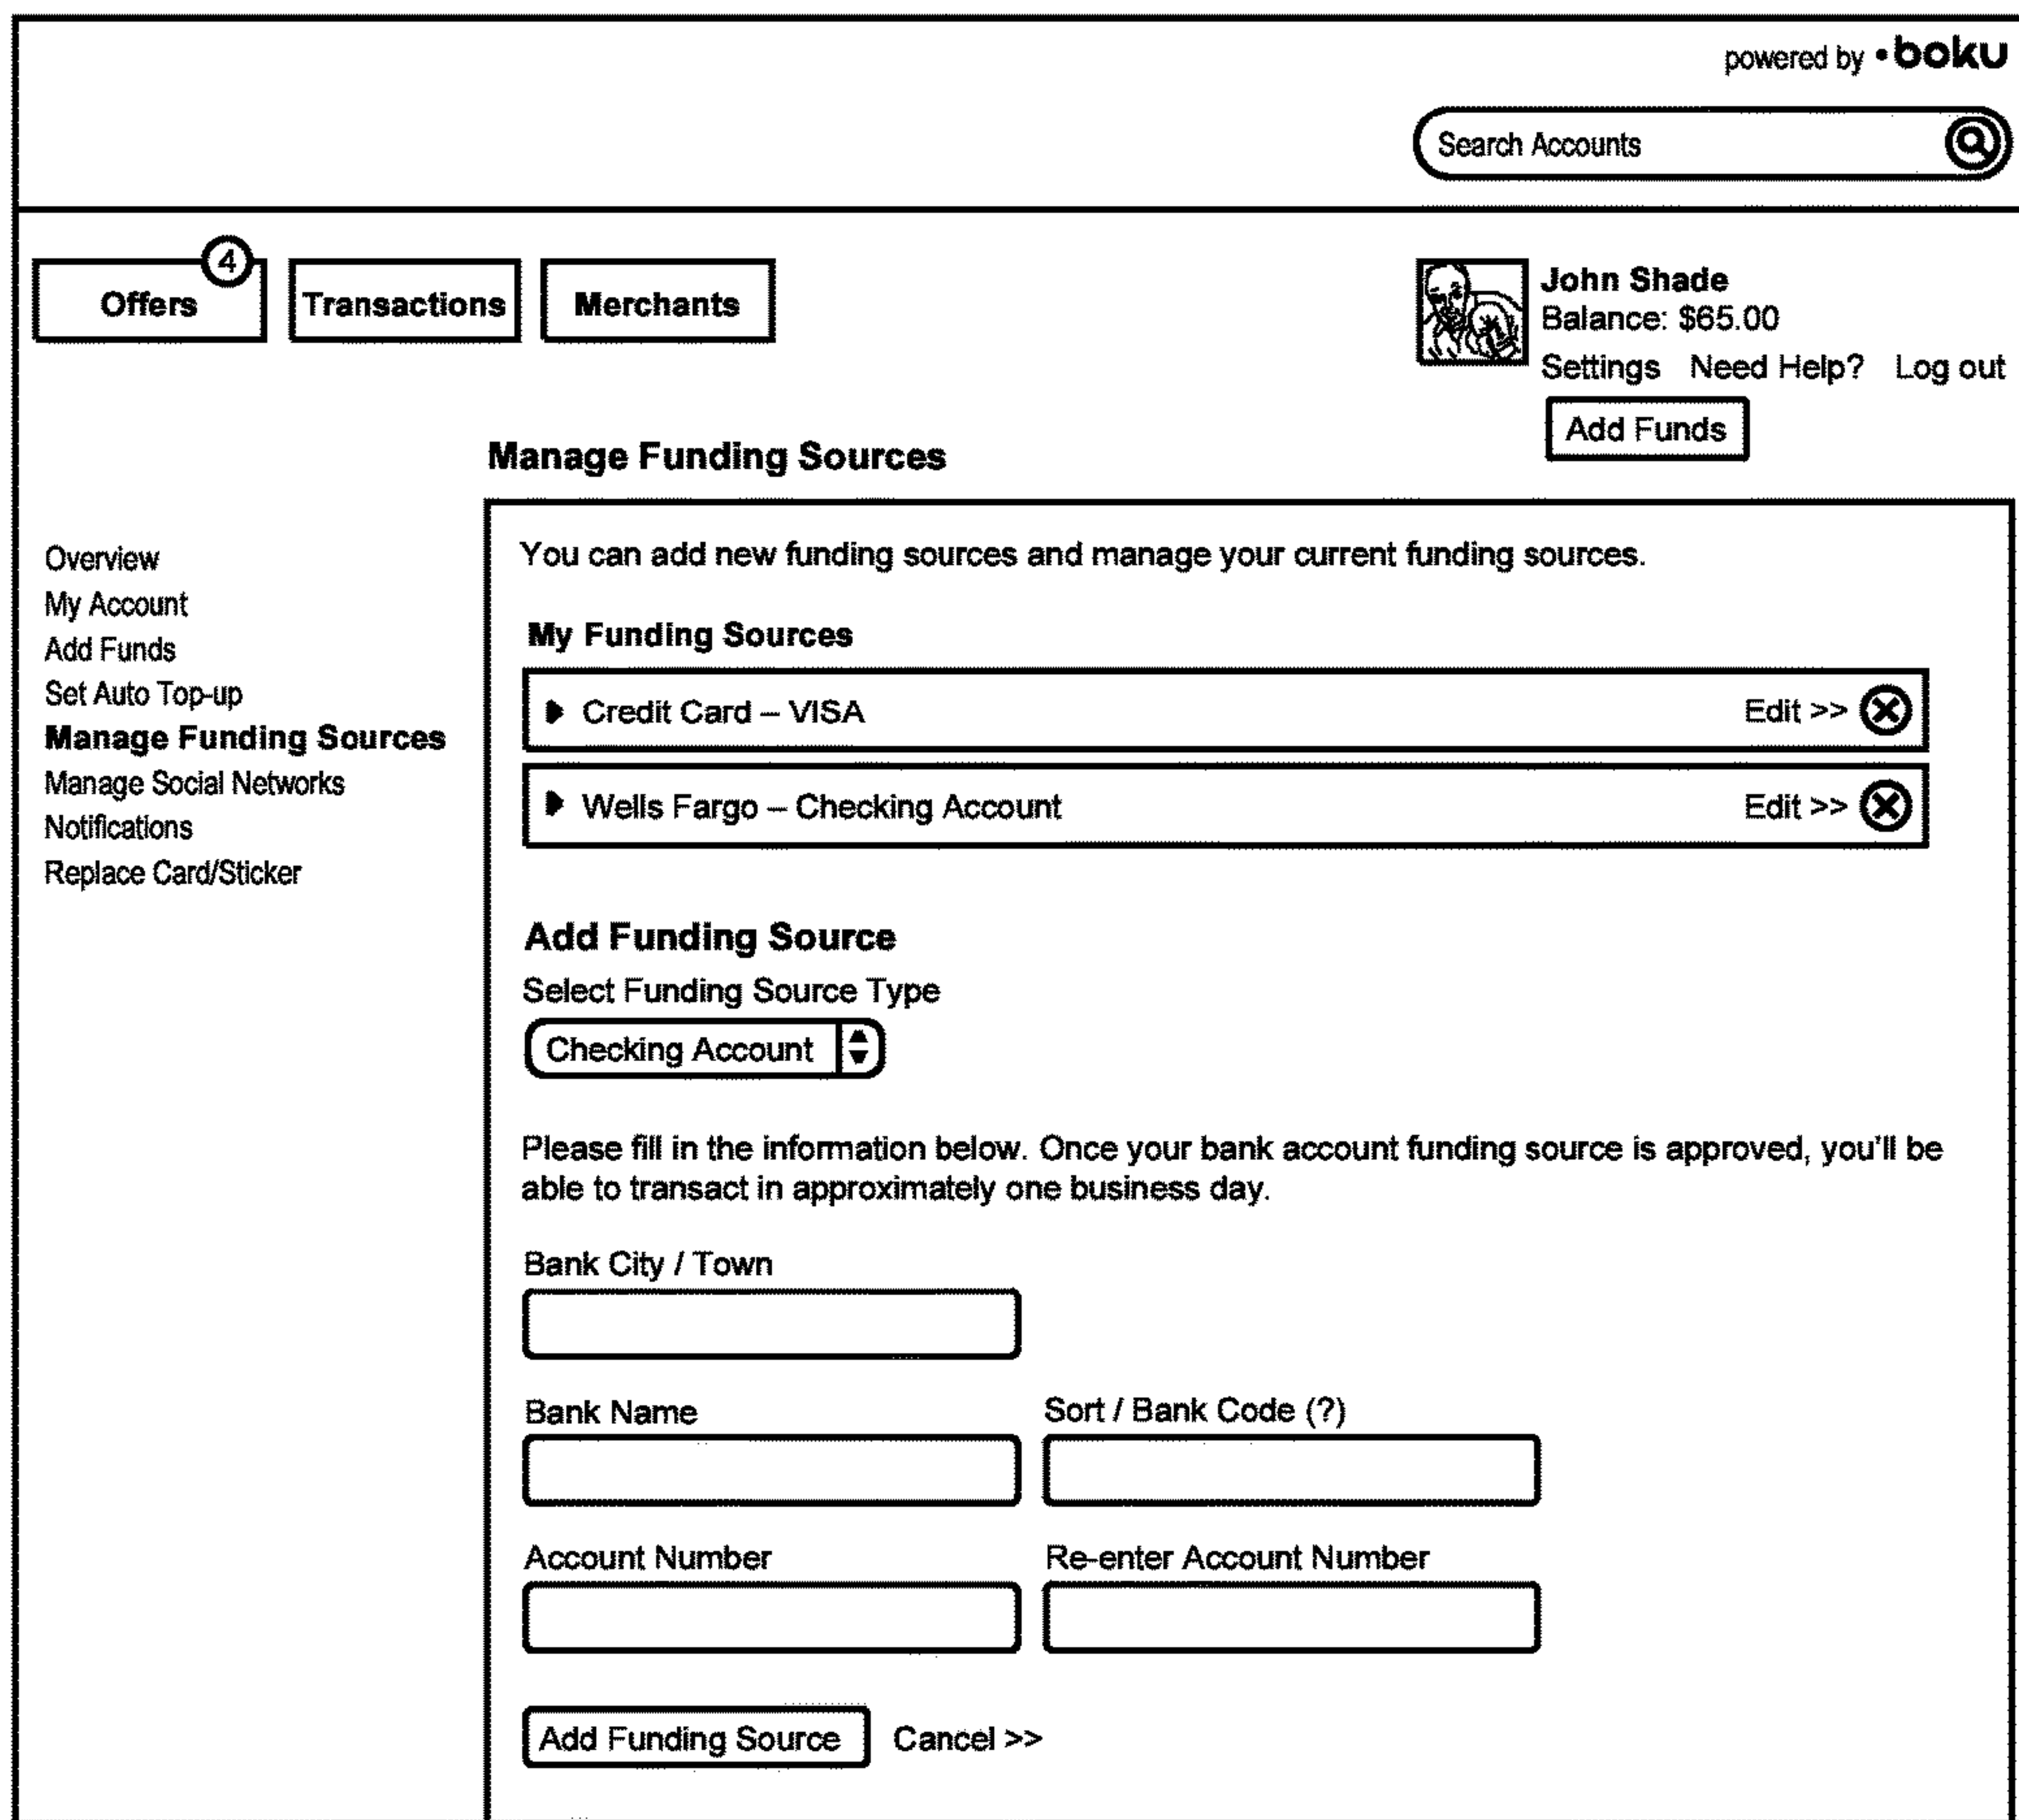 powered by •boku
Search Accounts
4
Offers
Transactions
Merchants
John Shade
Balance: $65.00
Settings Need Help? Log out
Add Funds
Manage Funding Sources
Overview
My Account
Add Funds
Set Auto Top-up
Manage Funding Sources
Manage Social Networks
Notifications
Replace Card/Sticker
You can add new funding sources and manage your current funding sources.
My Funding Sources
Credit Card – VISA Edit >>
Wells Fargo – Checking Account Edit >>
Add Funding Source
Select Funding Source Type
Checking Account
Please fill in the information below. Once your bank account funding source is approved, you'll be
able to transact in approximately one business day.
Bank City / Town
Bank Name
Sort / Bank Code (?)
Account Number
Re-enter Account Number
Add Funding Source
Cancel >>